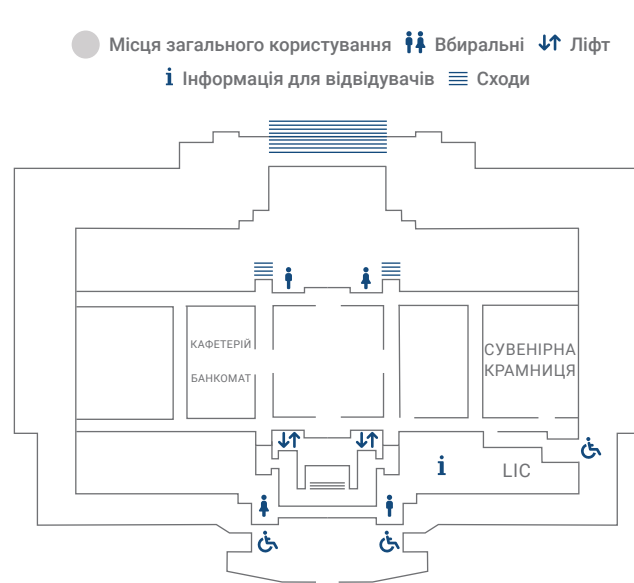 Місця загального користування Вбиральні Ліфт
i Інформація для відвідувачів Сходи
КАФЕТЕРІЙ
БАНКОМАТ
СУВЕНІРНА
КРАМНИЦЯ
i
LIC